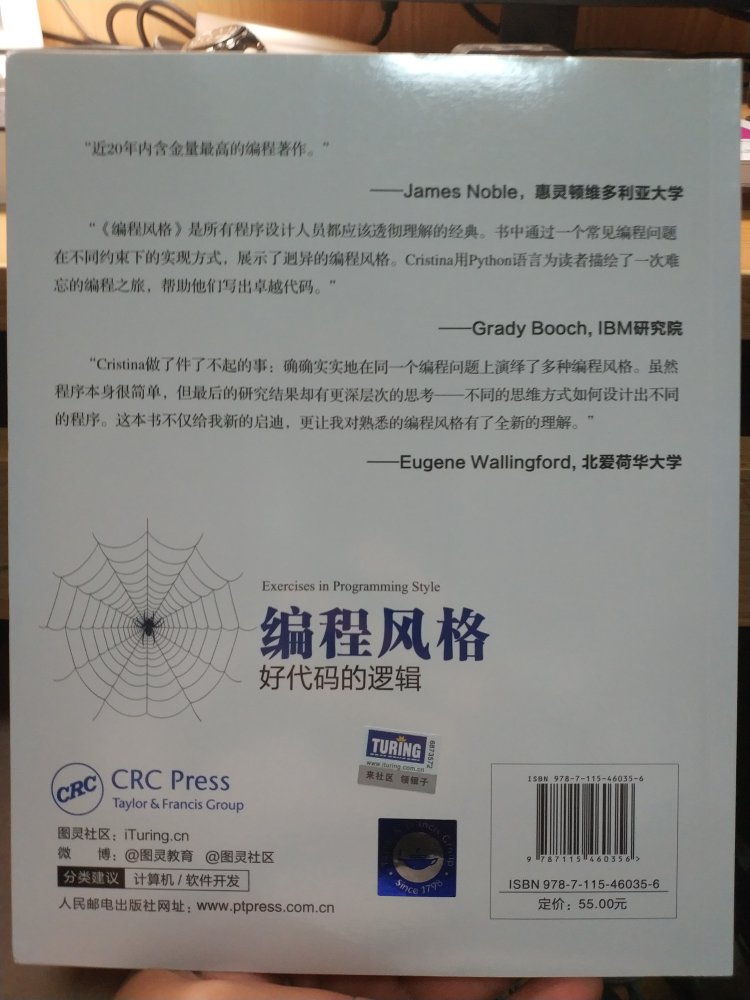 “近20年内含金量最高的编程著作。”
——James Noble，惠灵顿维多利亚大学
“《编程风格》是所有程序设计人员都应该透彻理解的经典。书中通过一个常见编程问题
在不同约束下的实现方式，展示了迥异的编程风格。Cristina用Python语言为读者描绘了一次难
忘的编程之旅，帮助他们写出卓越代码。”
——Grady Booch, IBM研究院
“Cristina做了件了不起的事：确确实实地在同一个编程问题上演绎了多种编程风格。虽然
程序本身很简单，但最后的研究结果却有更深层次的思考——不同的思维方式如何设计出不同
的程序。这本书不仅给我新的启迪，更让我对熟悉的编程风格有了全新的理解。”
——Eugene Wallingford, 北爱荷华大学
Exercises in Programming Style
编程风格
好代码的逻辑
TURING
www.ituring.com.cn
来社区 领银子
6873572
CRC
CRC Press
Taylor & Francis Group
图灵社区：iTuring.cn
微 博：@图灵教育 @图灵社区
分类建议 计算机/软件开发
人民邮电出版社网址：www.ptpress.com.cn
Since 1798
ISBN 978-7-115-46035-6
9 787115 460356 >
ISBN 978-7-115-46035-6
定价：55.00元